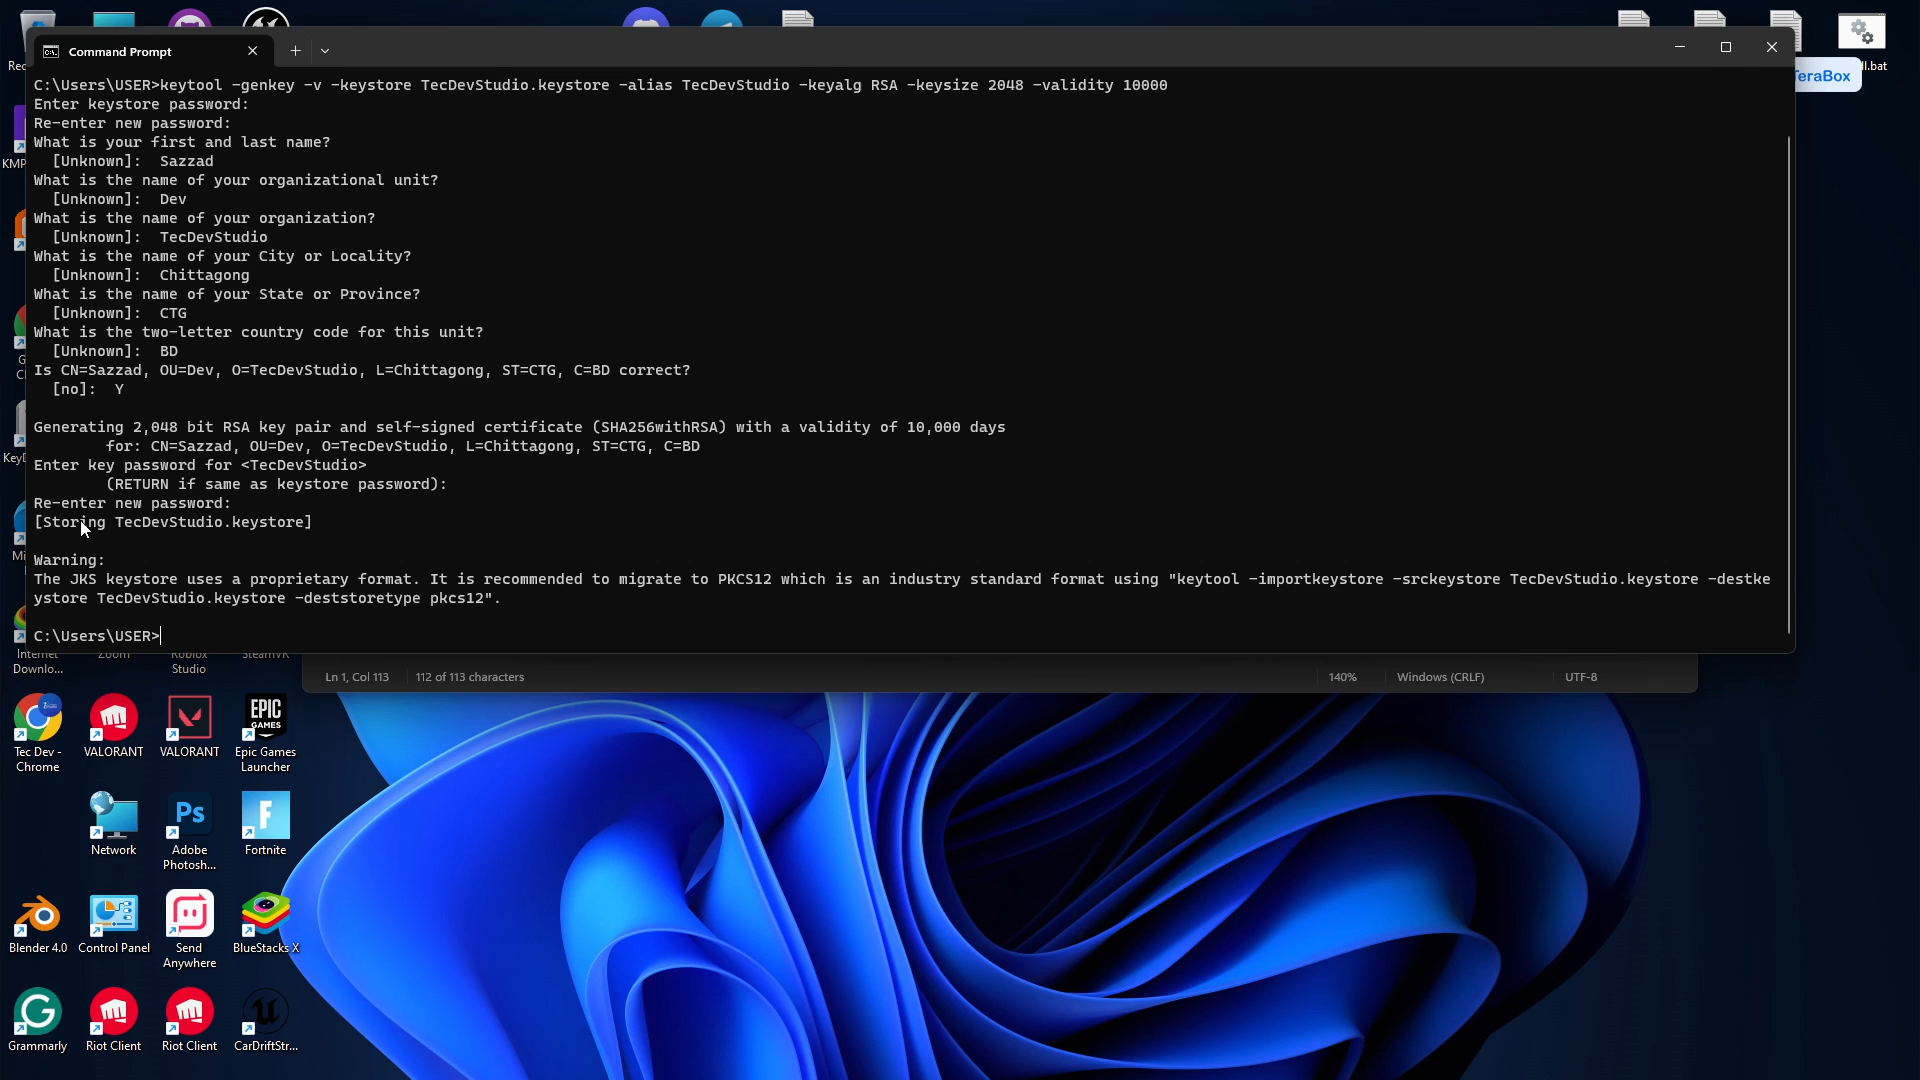 Command Prompt
C:\Users\USER>keytool -genkey -v -keystore TecDevStudio.keystore -alias TecDevStudio -keyalg RSA -keysize 2048 -validity 10000
Enter keystore password:
Re-enter new password:
What is your first and last name?
[Unknown]: Sazzad
What is the name of your organizational unit?
[Unknown]: Dev
What is the name of your organization?
[Unknown]: TecDevStudio
What is the name of your City or Locality?
[Unknown]: Chittagong
What is the name of your State or Province?
[Unknown]: CTG
What is the two-letter country code for this unit?
[Unknown]: BD
Is CN=Sazzad, OU=Dev, O=TecDevStudio, L=Chittagong, ST=CTG, C=BD correct?
[no]: Y
Generating 2,048 bit RSA key pair and self-signed certificate (SHA256withRSA) with a validity of 10,000 days
for: CN=Sazzad, OU=Dev, O=TecDevStudio, L=Chittagong, ST=CTG, C=BD
Enter key password for <TecDevStudio>
(RETURN if same as keystore password):
Re-enter new password:
[Storing TecDevStudio.keystore]
Warning:
The JKS keystore uses a proprietary format. It is recommended to migrate to PKCS12 which is an industry standard format using "keytool -importkeystore -srckeystore TecDevStudio.keystore -destke
ystore TecDevStudio.keystore -deststoretype pkcs12".
C:\Users\USER>
TeraBox
ll.bat
Rec
KMP
G
KeyD
Mi
Internet
Downlo...
Zoom
Roblox
Studio
SteamVR
Ln 1, Col 113
112 of 113 characters
140%
Windows (CRLF)
UTF-8
Tec Dev -
Chrome
VALORANT
VALORANT
EPIC
GAMES
Epic Games
Launcher
Network
Ps
Adobe
Photosh...
F
Fortnite
Blender 4.0
Control Panel
Send
Anywhere
BlueStacks X
Grammarly
Riot Client
Riot Client
CarDriftStr...